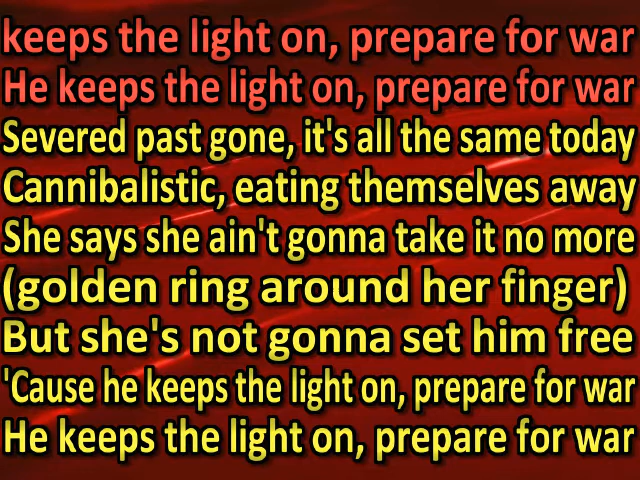 keeps the light on, prepare for war
He keeps the light on, prepare for war
Severed past gone, it's all the same today
Cannibalistic, eating themselves away
She says she ain't gonna take it no more
(golden ring around her finger)
But she's not gonna set him free
'Cause he keeps the light on, prepare for war
He keeps the light on, prepare for war